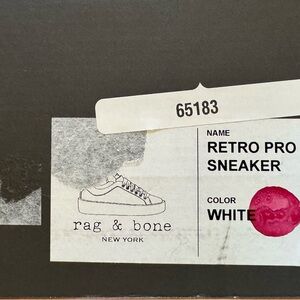 65183
NAME
RETRO PRO
SNEAKER
COLOR
WHITE
rag & bone
NEW YORK